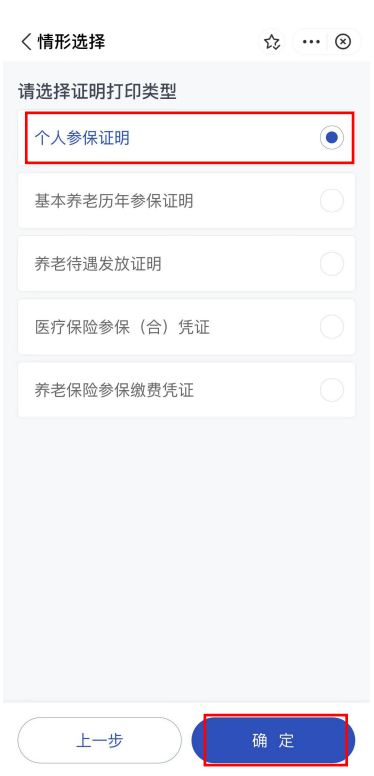 情形选择
请选择证明打印类型
个人参保证明
基本养老历年参保证明
养老待遇发放证明
医疗保险参保（合）凭证
养老保险参保缴费凭证
上一步
确 定